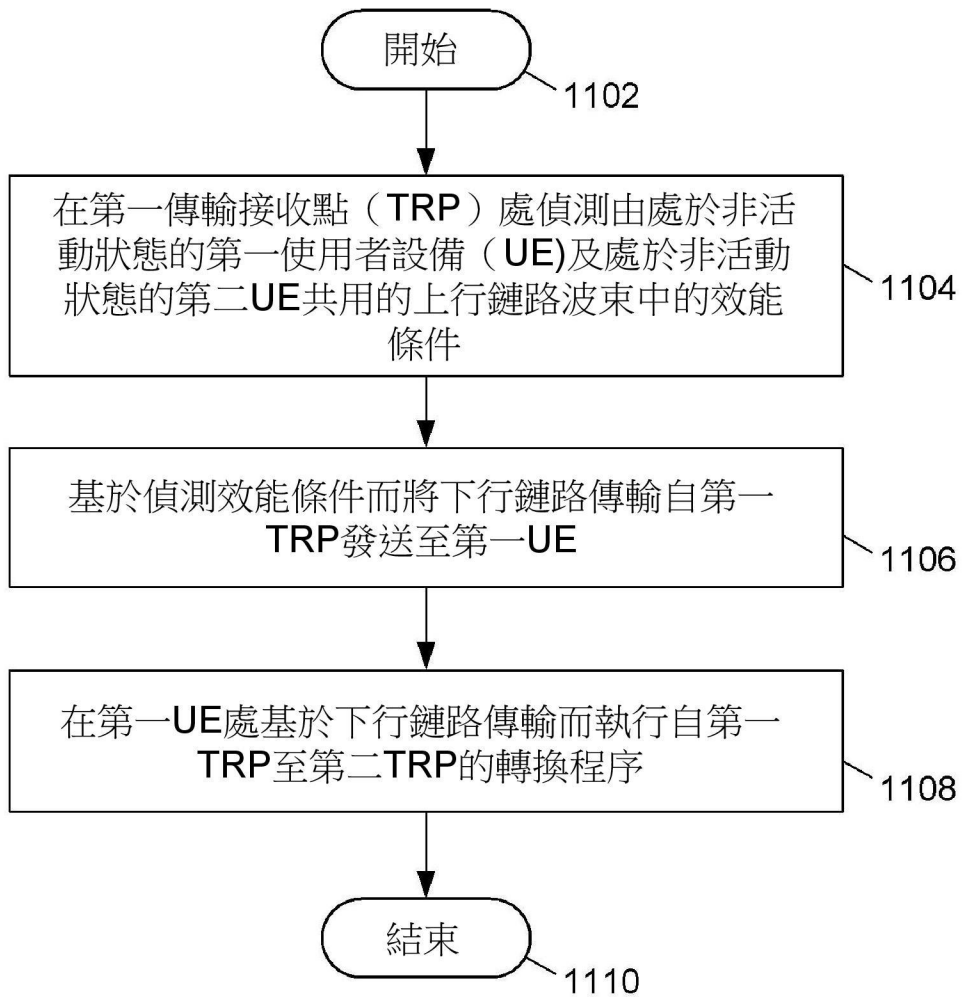 開始
1102
在第一傳輸接收點（TRP）處偵測由處於非活
動狀態的第一使用者設備（UE)及處於非活動
狀態的第二UE共用的上行鏈路波束中的效能
條件
1104
基於偵測效能條件而將下行鏈路傳輸自第一
TRP發送至第一UE
1106
在第一UE處基於下行鏈路傳輸而執行自第一
TRP至第二TRP的轉換程序
1108
結束
1110